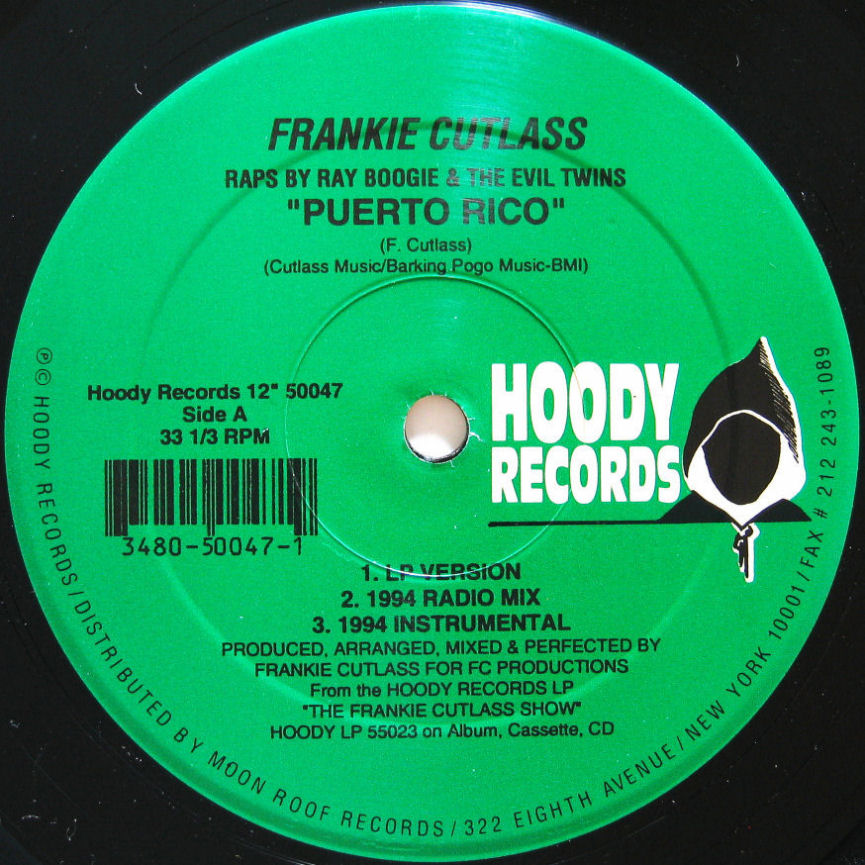 FRANKIE CUTLASS
RAPS BY RAY BOOGIE & THE EVIL TWINS
"PUERTO RICO"
(F. Cutlass)
(Cutlass Music/Barking Pogo Music-BMI)
Hoody Records 12" 50047
Side A
33 1/3 RPM
3480-50047-1
HOODY
RECORDS
1. LP VERSION
2. 1994 RADIO MIX
3. 1994 INSTRUMENTAL
PRODUCED, ARRANGED, MIXED & PERFECTED BY
FRANKIE CUTLASS FOR FC PRODUCTIONS
From the HOODY RECORDS LP
"THE FRANKIE CUTLASS SHOW"
HOODY LP 55023 on Album, Cassette, CD
℗ © HOODY RECORDS/DISTRIBUTED BY MOON ROOF RECORDS/322 EIGHTH AVENUE/NEW YORK 10001/FAX # 212 243-1089